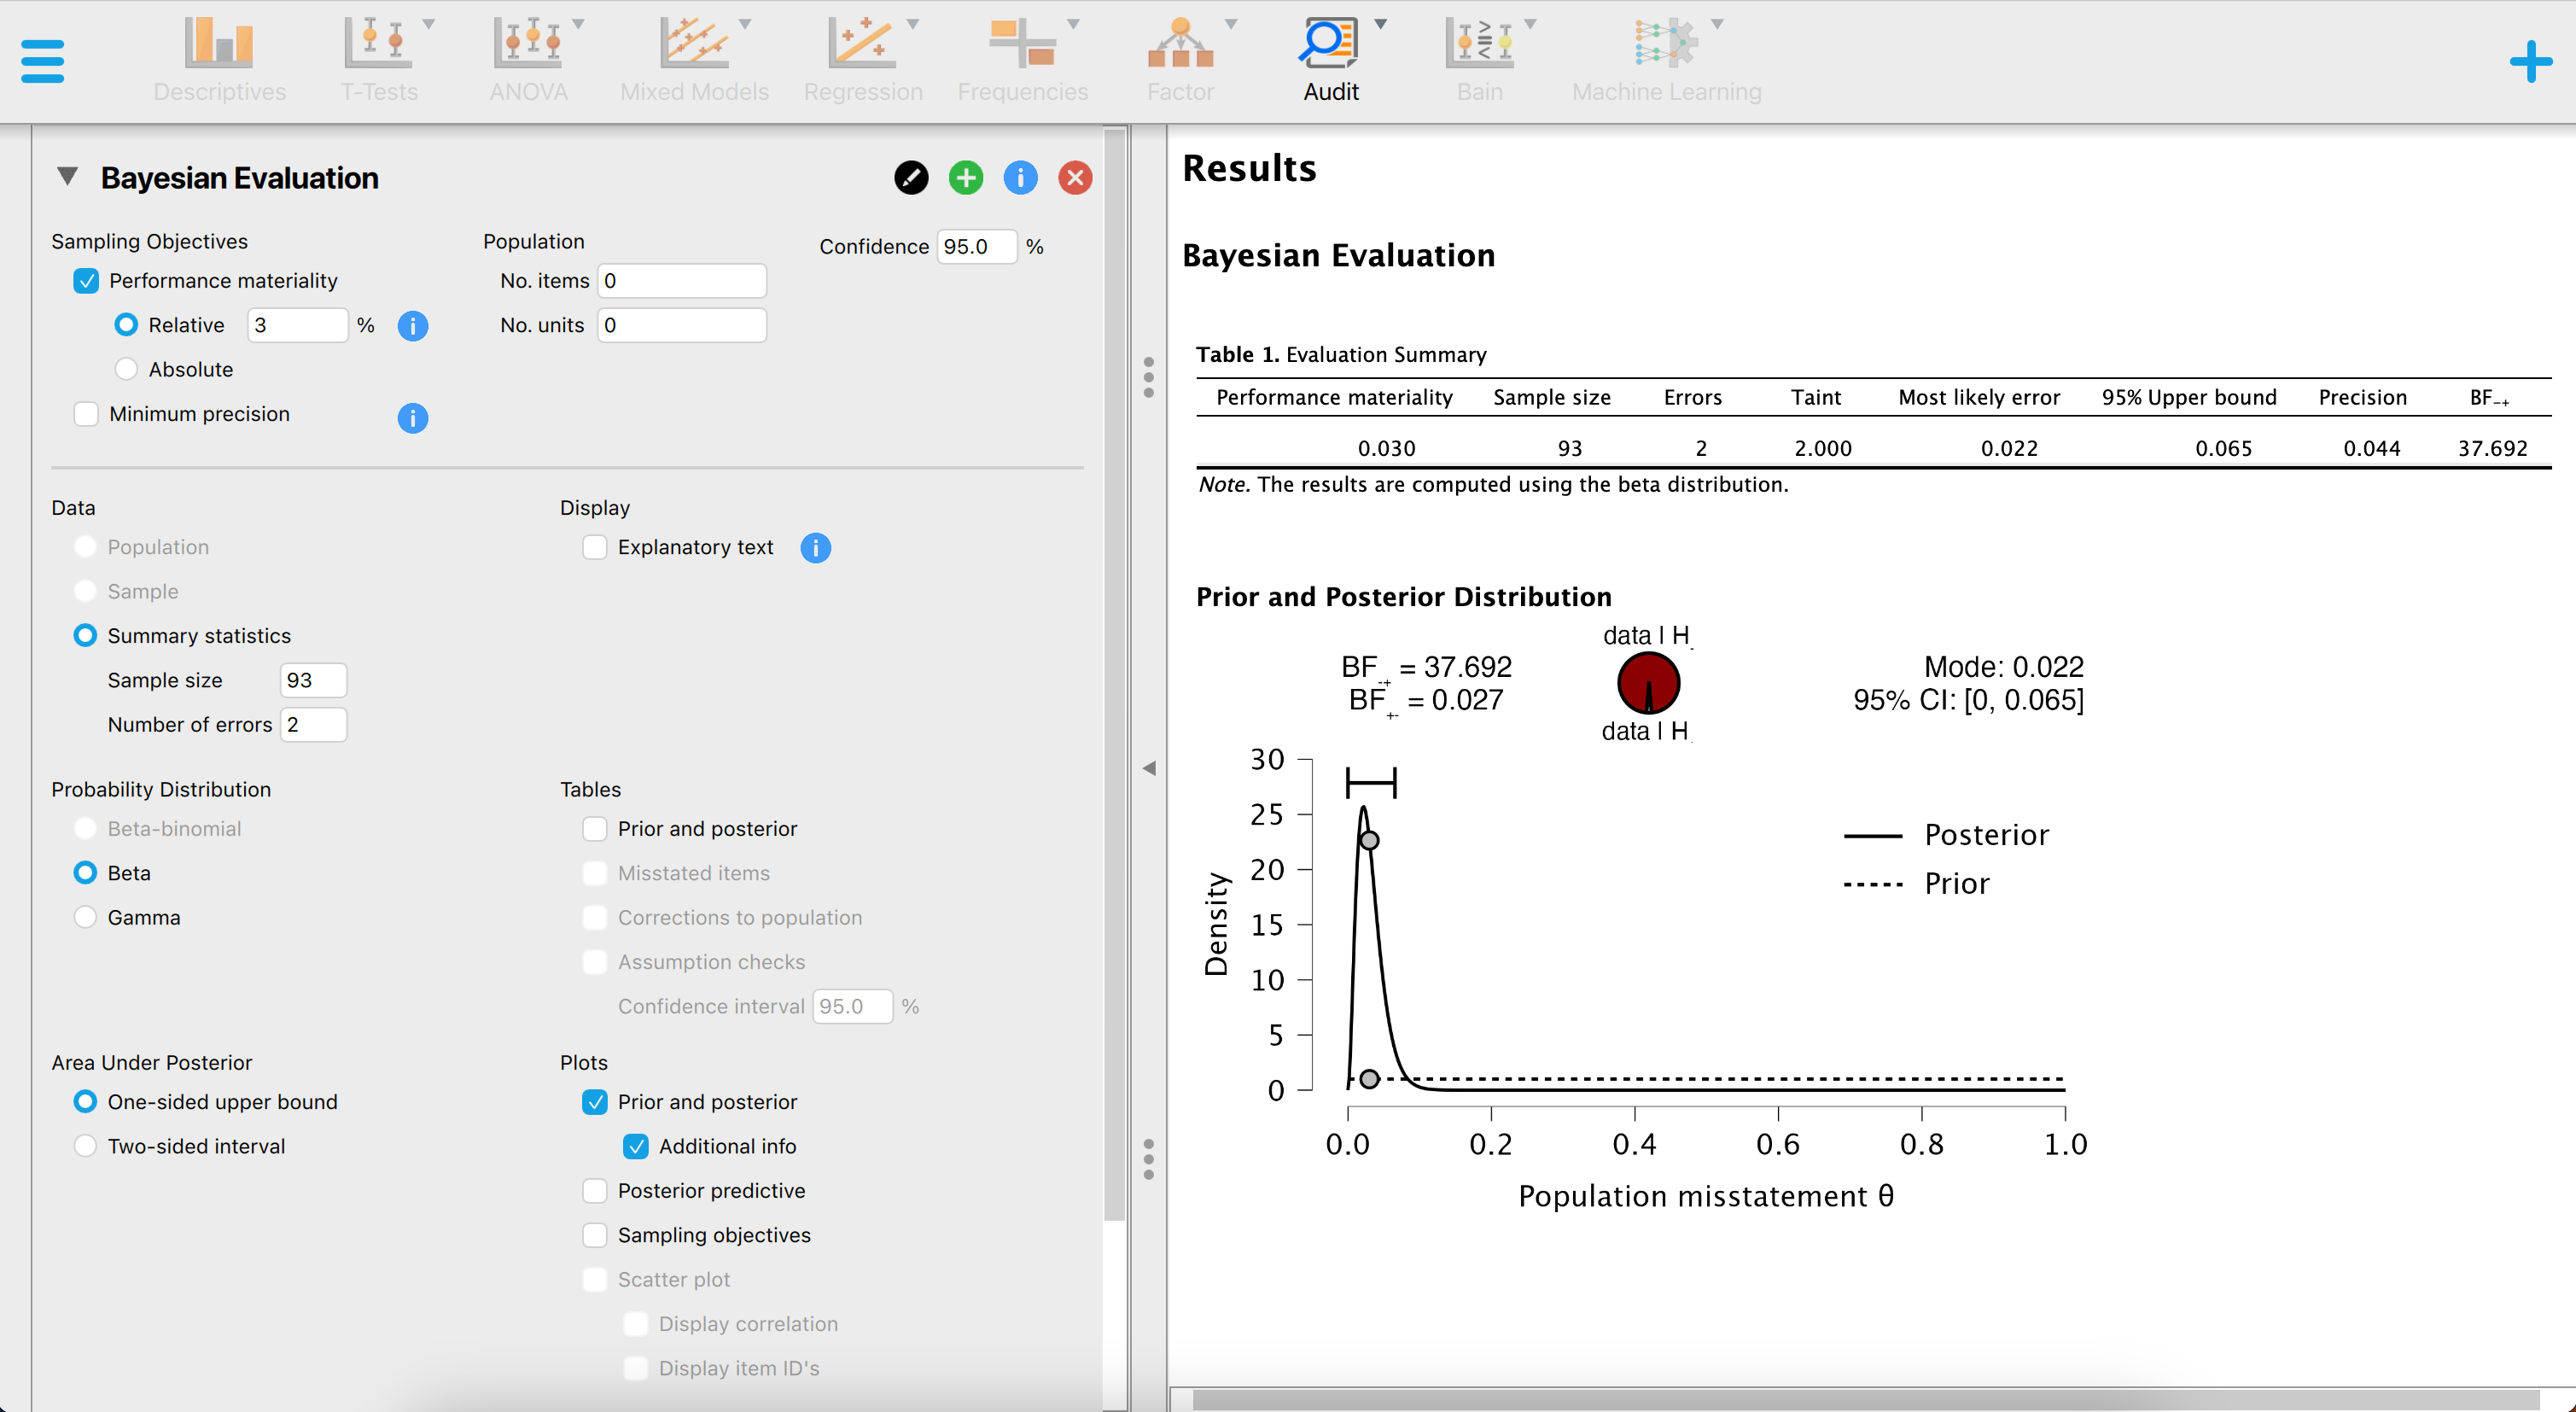 Descriptives T-Tests ANOVA Mixed Models Regression Frequencies Factor Audit Bain Machine Learning
Bayesian Evaluation
Sampling Objectives
Performance materiality
Relative 3 %
Absolute
Minimum precision
Population
No. items 0
No. units 0
Confidence 95.0 %
Data
Population
Sample
Summary statistics
Sample size 93
Number of errors 2
Display
Explanatory text
Probability Distribution
Beta-binomial
Beta
Gamma
Tables
Prior and posterior
Misstated items
Corrections to population
Assumption checks
Confidence interval 95.0 %
Area Under Posterior
One-sided upper bound
Two-sided interval
Plots
Prior and posterior
Additional info
Posterior predictive
Sampling objectives
Scatter plot
Display correlation
Display item ID's
Results
Bayesian Evaluation
Table 1. Evaluation Summary
Performance materiality Sample size Errors Taint Most likely error 95% Upper bound Precision BF₋₊
0.030 93 2 2.000 0.022 0.065 0.044 37.692
Note. The results are computed using the beta distribution.
Prior and Posterior Distribution
BF-+ = 37.692
BF+- = 0.027
data | H-
data | H
Mode: 0.022
95% CI: [0, 0.065]
30
25
20
15
10
5
0
Density
Posterior
Prior
0.0 0.2 0.4 0.6 0.8 1.0
Population misstatement θ